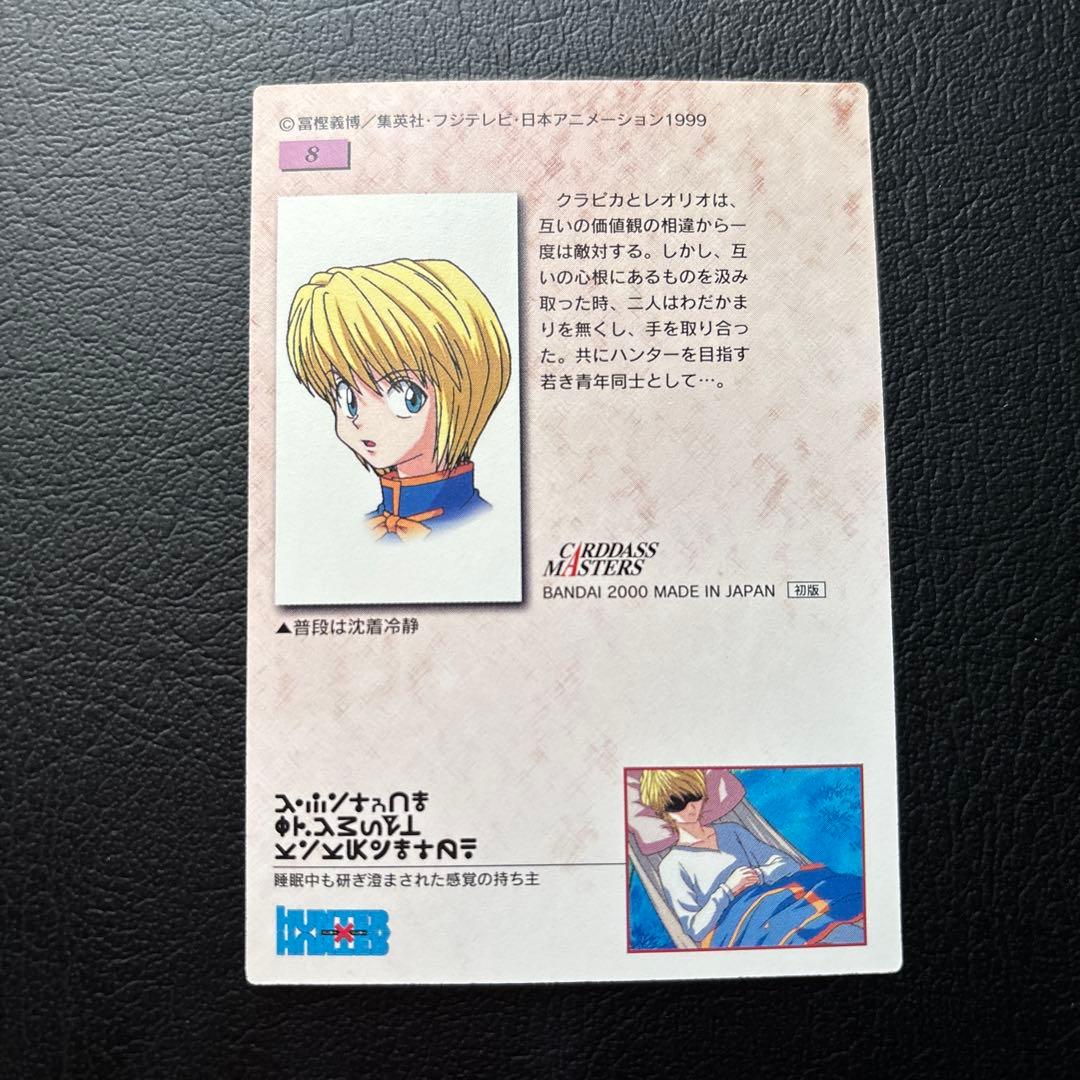 ©冨樫義博／集英社・フジテレビ・日本アニメーション1999
8
クラピカとレオリオは、
互いの価値観の相違から一
度は敵対する。しかし、互
いの心根にあるものを汲み
取った時、二人はわだかま
りを無くし、手を取り合っ
た。共にハンターを目指す
若き青年同士として…。
CARDDASS
MASTERS
BANDAI 2000 MADE IN JAPAN 初版
▲普段は沈着冷静
睡眠中も研ぎ澄まされた感覚の持ち主
HUNTER
×
HUNTER